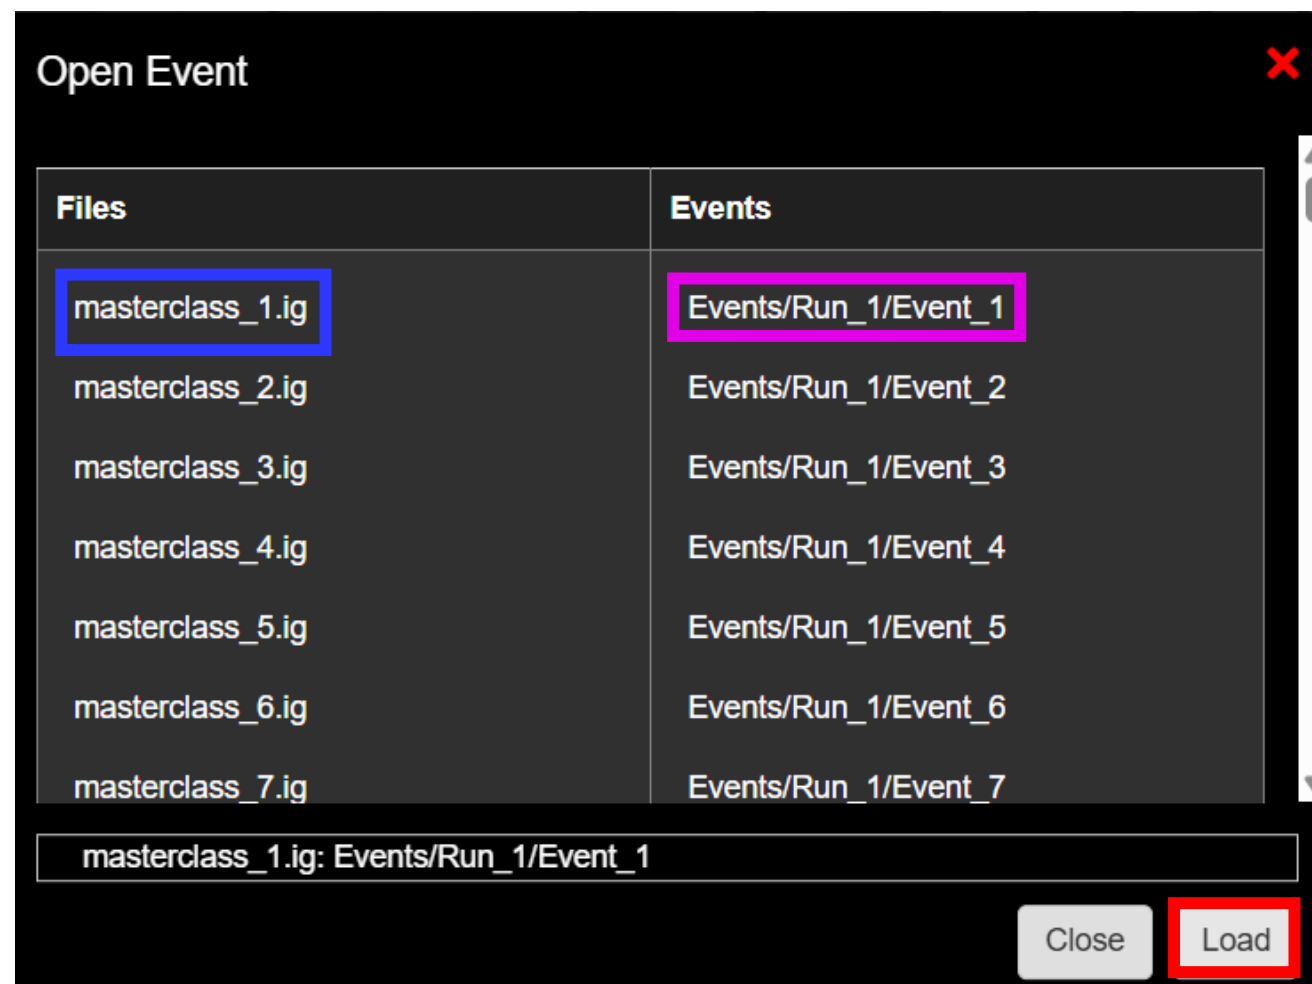 Open Event
Files Events
masterclass_1.ig Events/Run_1/Event_1
masterclass_2.ig Events/Run_1/Event_2
masterclass_3.ig Events/Run_1/Event_3
masterclass_4.ig Events/Run_1/Event_4
masterclass_5.ig Events/Run_1/Event_5
masterclass_6.ig Events/Run_1/Event_6
masterclass_7.ig Events/Run_1/Event_7
masterclass_1.ig: Events/Run_1/Event_1
Close Load